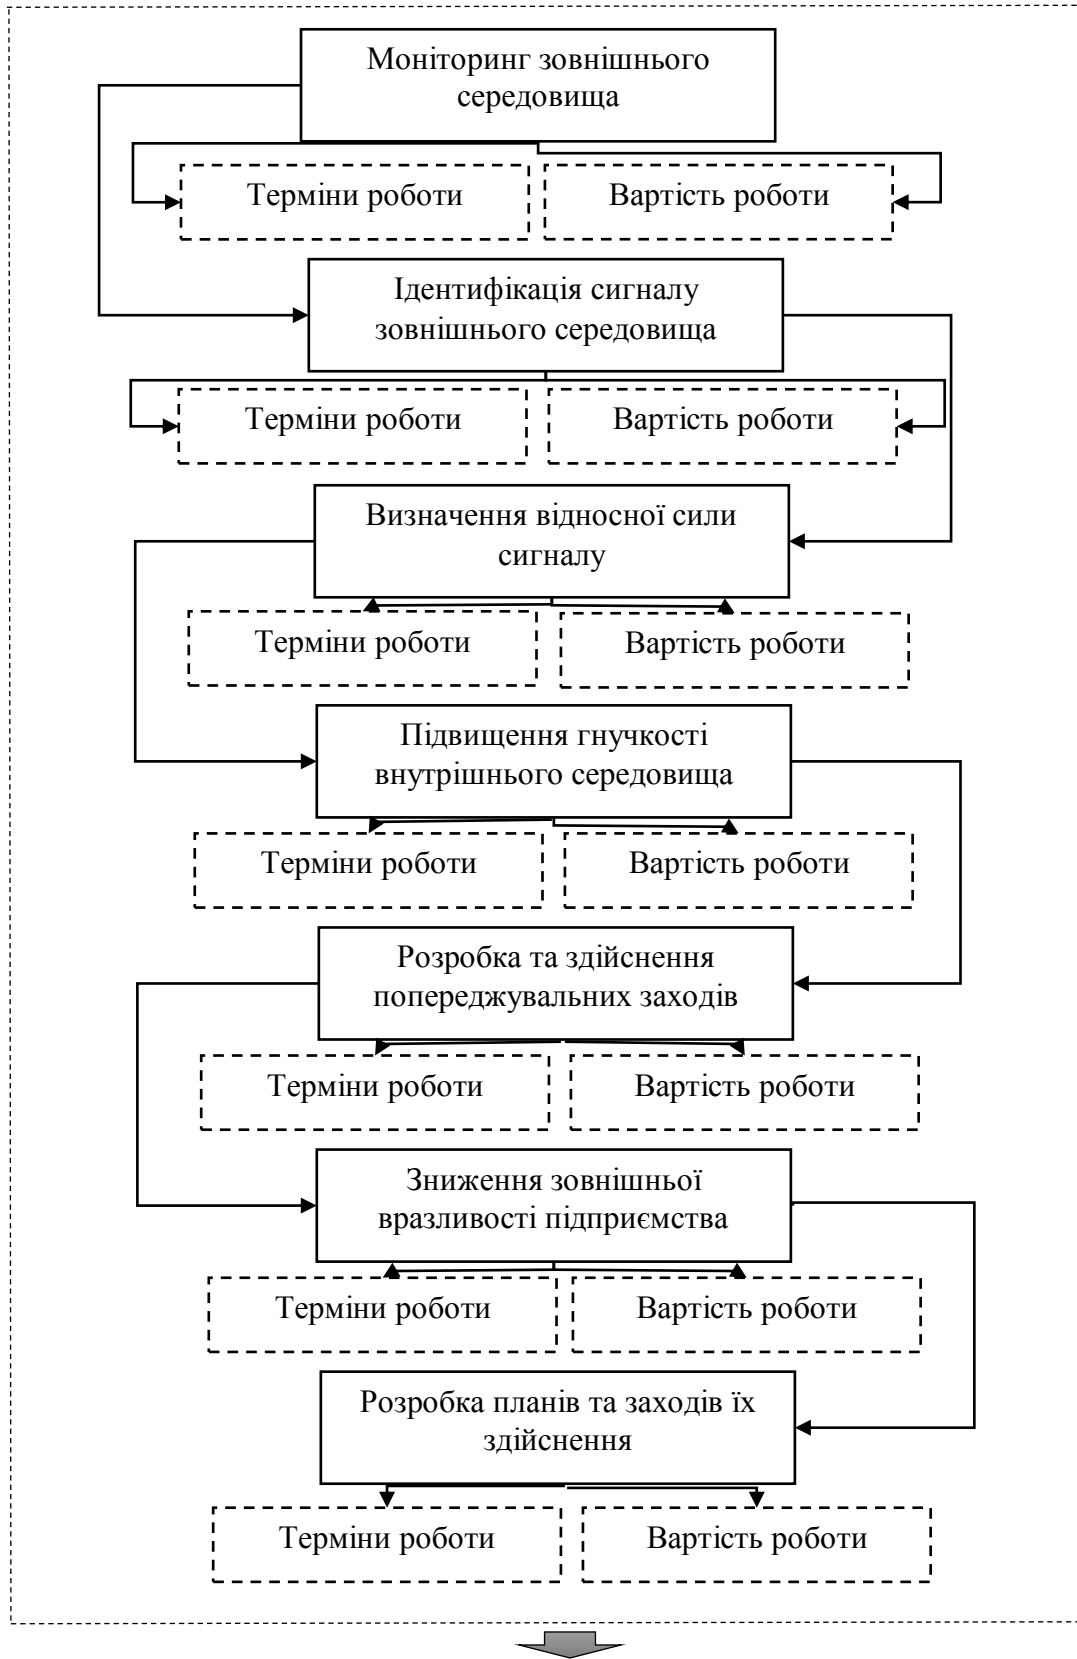 Моніторинг зовнішнього
середовища
Терміни роботи
Вартість роботи
Ідентифікація сигналу
зовнішнього середовища
Терміни роботи
Вартість роботи
Визначення відносної сили
сигналу
Терміни роботи
Вартість роботи
Підвищення гнучкості
внутрішнього середовища
Терміни роботи
Вартість роботи
Розробка та здійснення
попереджувальних заходів
Терміни роботи
Вартість роботи
Зниження зовнішньої
вразливості підприємства
Терміни роботи
Вартість роботи
Розробка планів та заходів їх
здійснення
Терміни роботи
Вартість роботи